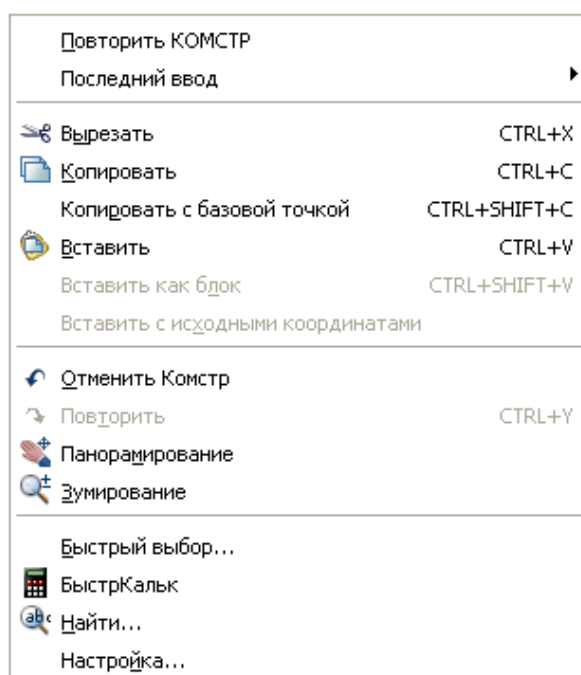 Повторить КОМСТР
Последний ввод
Вырезать CTRL+X
Копировать CTRL+C
Копировать с базовой точкой CTRL+SHIFT+C
Вставить CTRL+V
Вставить как блок CTRL+SHIFT+V
Вставить с исходными координатами
Отменить Комстр
Повторить CTRL+Y
Панорамирование
Зумирование
Быстрый выбор...
БыстрКальк
Найти...
Настройка...